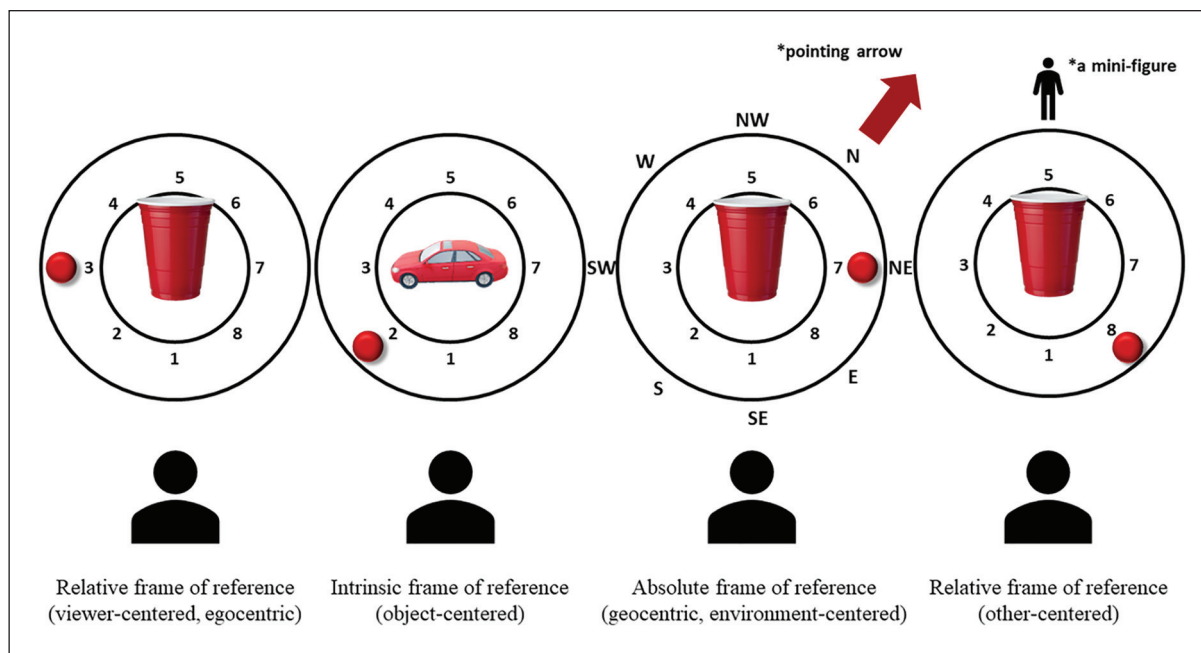 *pointing arrow
*a mini-figure
5
4
6
3
7
2
8
1
5
4
6
3
7
2
8
1
NW
W
N
SW
NE
S
E
SE
5
4
6
3
7
2
8
1
5
4
6
3
7
2
8
1
Relative frame of reference
(viewer-centered, egocentric)
Intrinsic frame of reference
(object-centered)
Absolute frame of reference
(geocentric, environment-centered)
Relative frame of reference
(other-centered)